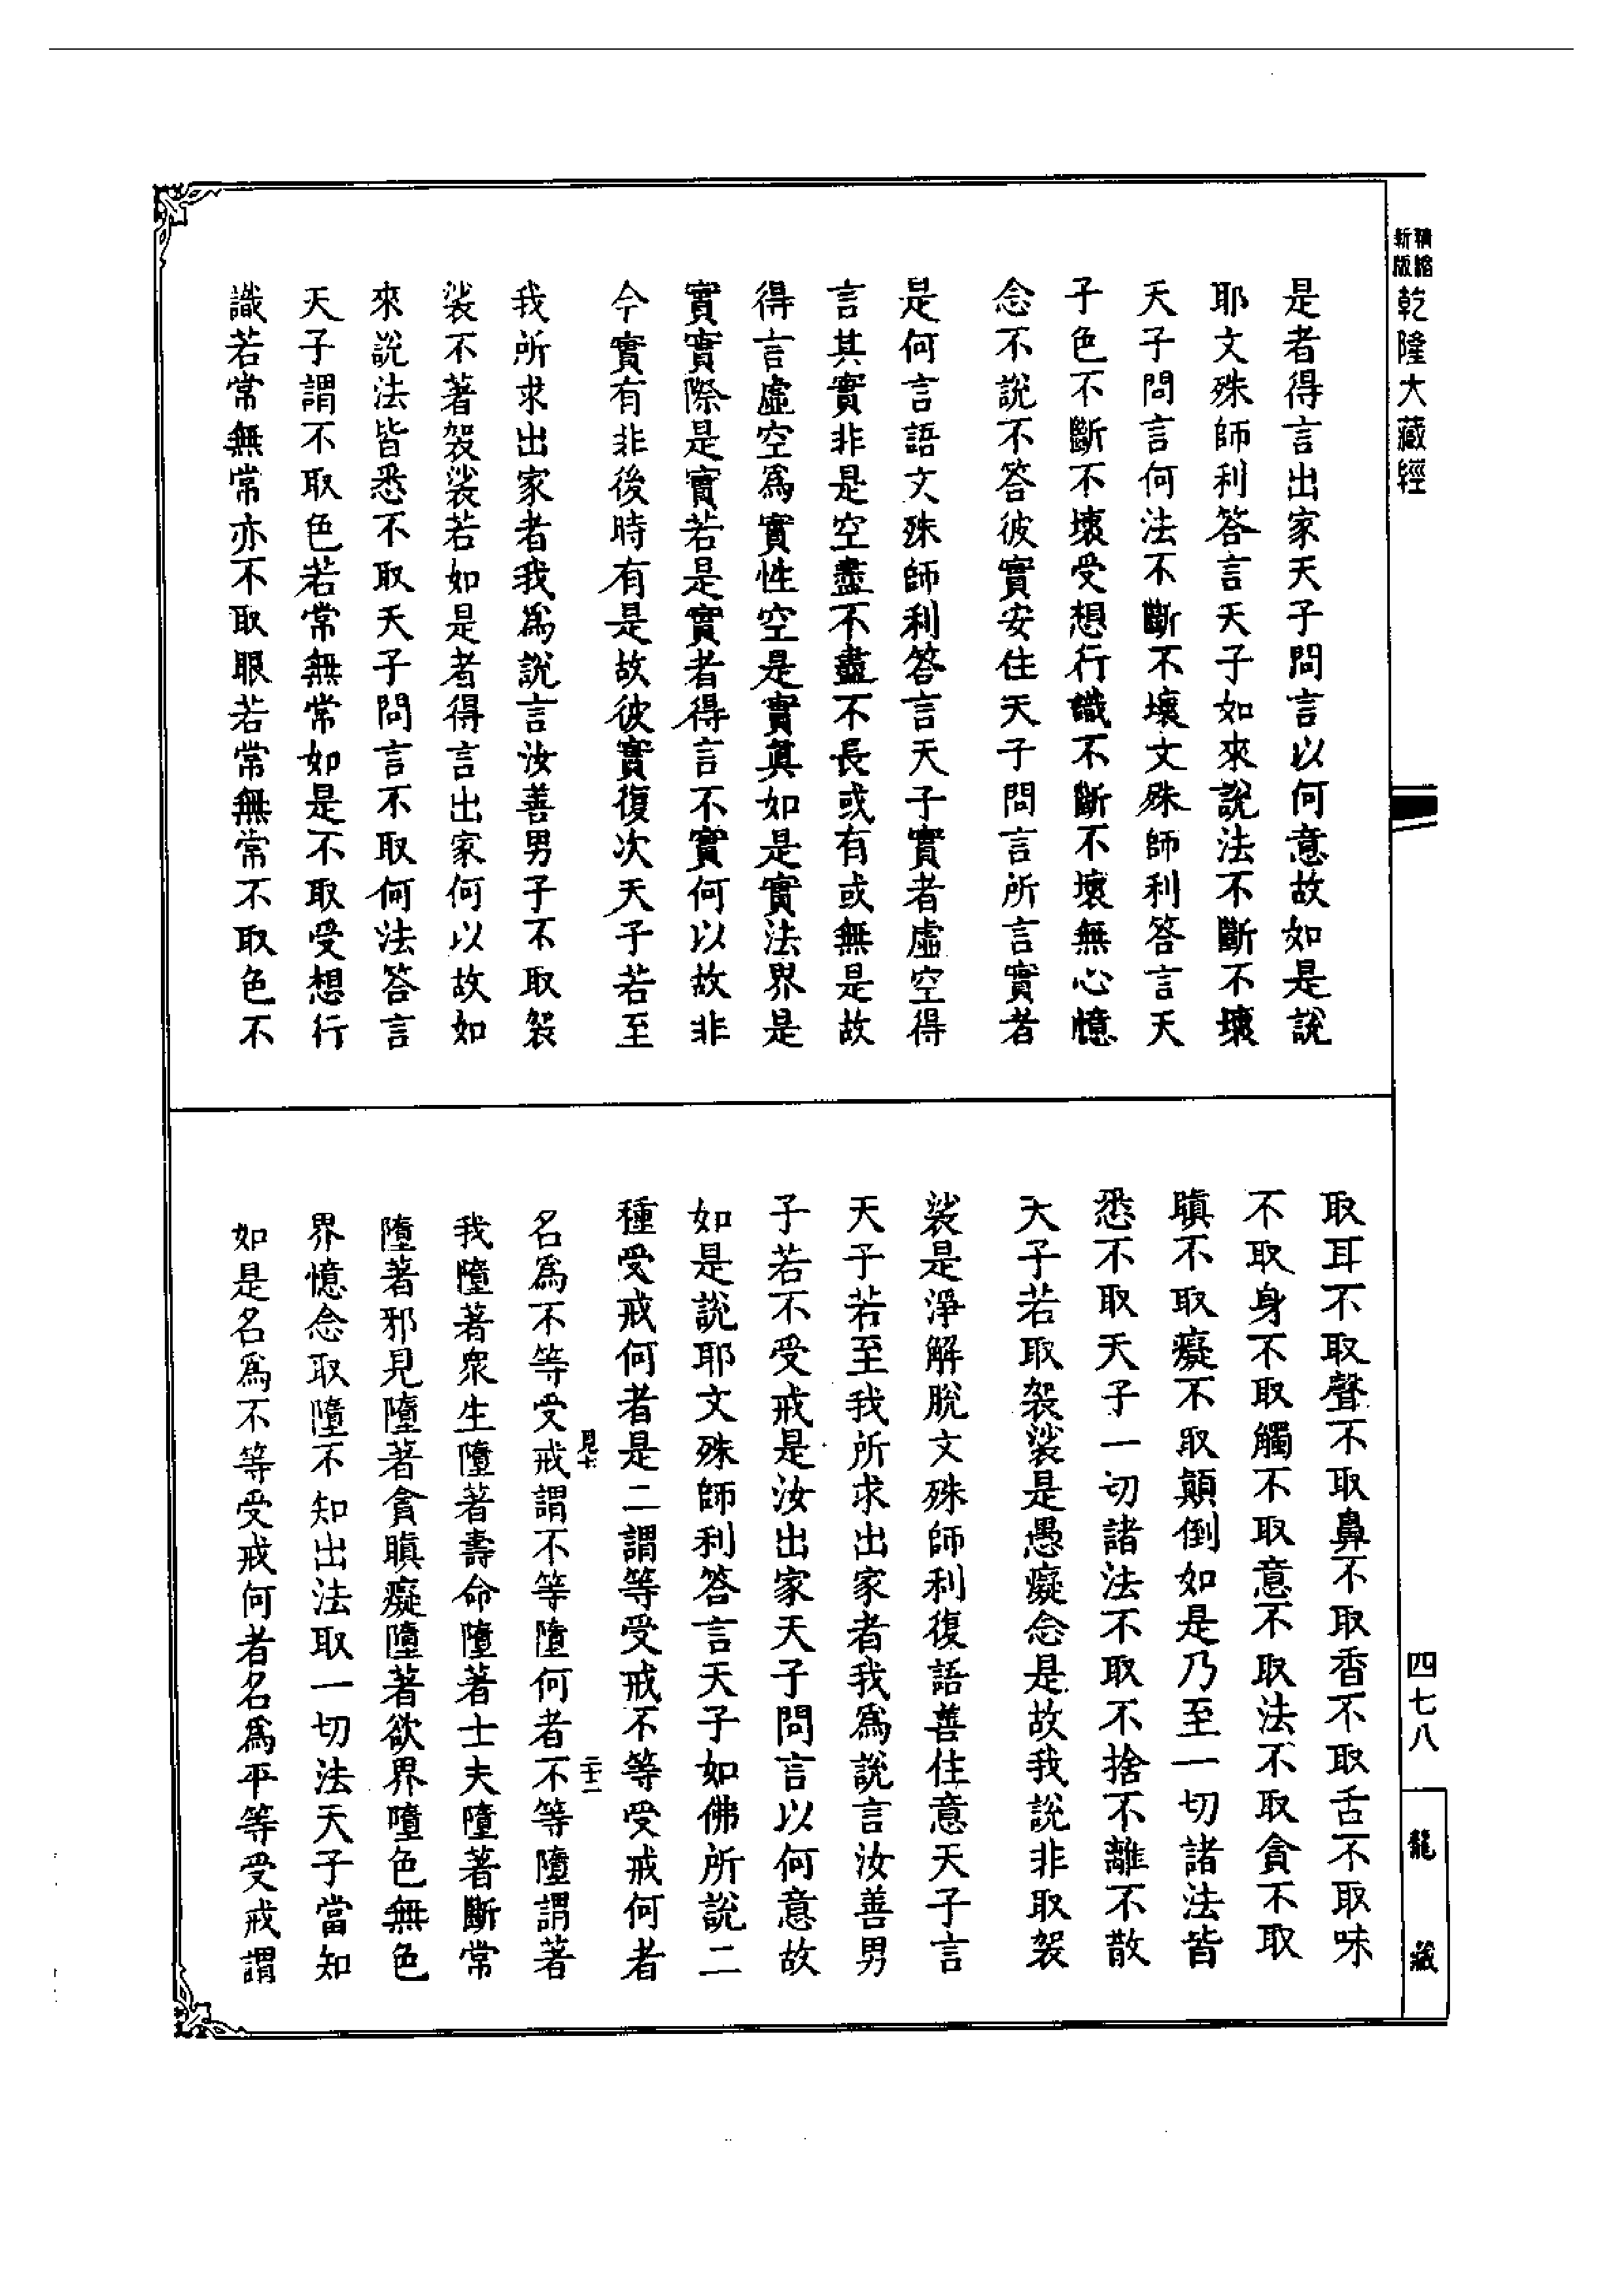 精縮新版乾隆大藏經
是者得言出家天子問言以何意故如是說
耶文殊師利答言天子如來說法不斷不壞
天子問言何法不斷不壞文殊師利答言天
子色不斷不壞受想行識不斷不壞無心憶
念不說不答彼實安住天子問言所言實者
是何言語文殊師利答言天子實者虛空得
言其實非是空盡不盡不長或有或無是故
得言虛空為實性空是實真如是實法界是
實實際是實若是實者得言不實何以故非
今實有非後時有是故彼實復次天子若至
我所求出家者我為說言汝善男子不取袈
裟不著袈裟若如是者得言出家何以故如
來說法皆悉不取天子問言不取何法答言
天子謂不取色若常無常如是不取受想行
識若常無常亦不取眼若常無常不取色不
取耳不取聲不取鼻不取香不取舌不取味
不取身不取觸不取意不取法不取貪不取
瞋不取癡不取顛倒如是乃至一切諸法皆
悉不取天子一切諸法不取不捨不離不散
天子若取袈裟是愚癡念是故我說非取袈
裟是淨解脫文殊師利復語善住意天子言
天子若至我所求出家者我為說言汝善男
子若不受戒是汝出家天子問言以何意故
如是說耶文殊師利答言天子如佛所說二
種受戒何者是二謂等受戒不等受戒何者
見七
二十二
名為不等受戒謂不等墮何者不等墮謂著
我墮著眾生墮著壽命墮著士夫墮著斷常
墮著邪見墮著貪瞋癡墮著欲界墮色無色
界憶念取墮不知出法取一切法天子當知
如是名為不等受戒何者名為平等受戒謂
四七八
龍藏